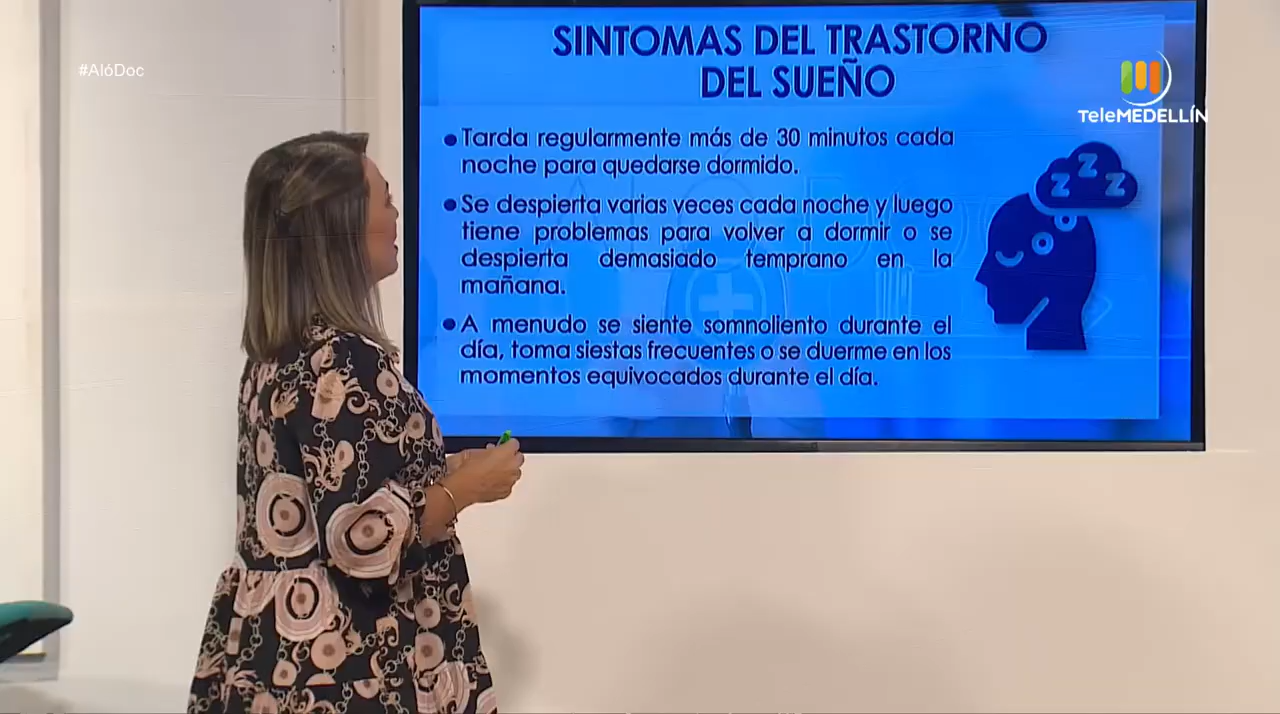 #AlóDoc
SINTOMAS DEL TRASTORNO
DEL SUEÑO
TeleMEDELLÍN
• Tarda regularmente más de 30 minutos cada
noche para quedarse dormido.
• Se despierta varias veces cada noche y luego
tiene problemas para volver a dormir o se
despierta demasiado temprano en la
mañana.
• A menudo se siente somnoliento durante el
día, toma siestas frecuentes o se duerme en los
momentos equivocados durante el día.
Z Z Z